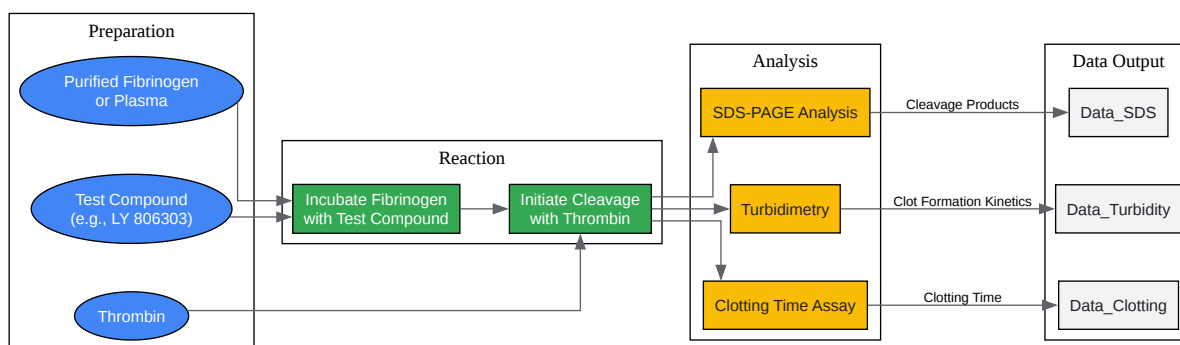 Preparation
Purified Fibrinogen
or Plasma
Test Compound
(e.g., LY 806303)
Thrombin
Reaction
Incubate Fibrinogen
with Test Compound
Initiate Cleavage
with Thrombin
Analysis
SDS-PAGE Analysis
Turbidimetry
Clotting Time Assay
Cleavage Products
Clot Formation Kinetics
Clotting Time
Data Output
Data_SDS
Data_Turbidity
Data_Clotting